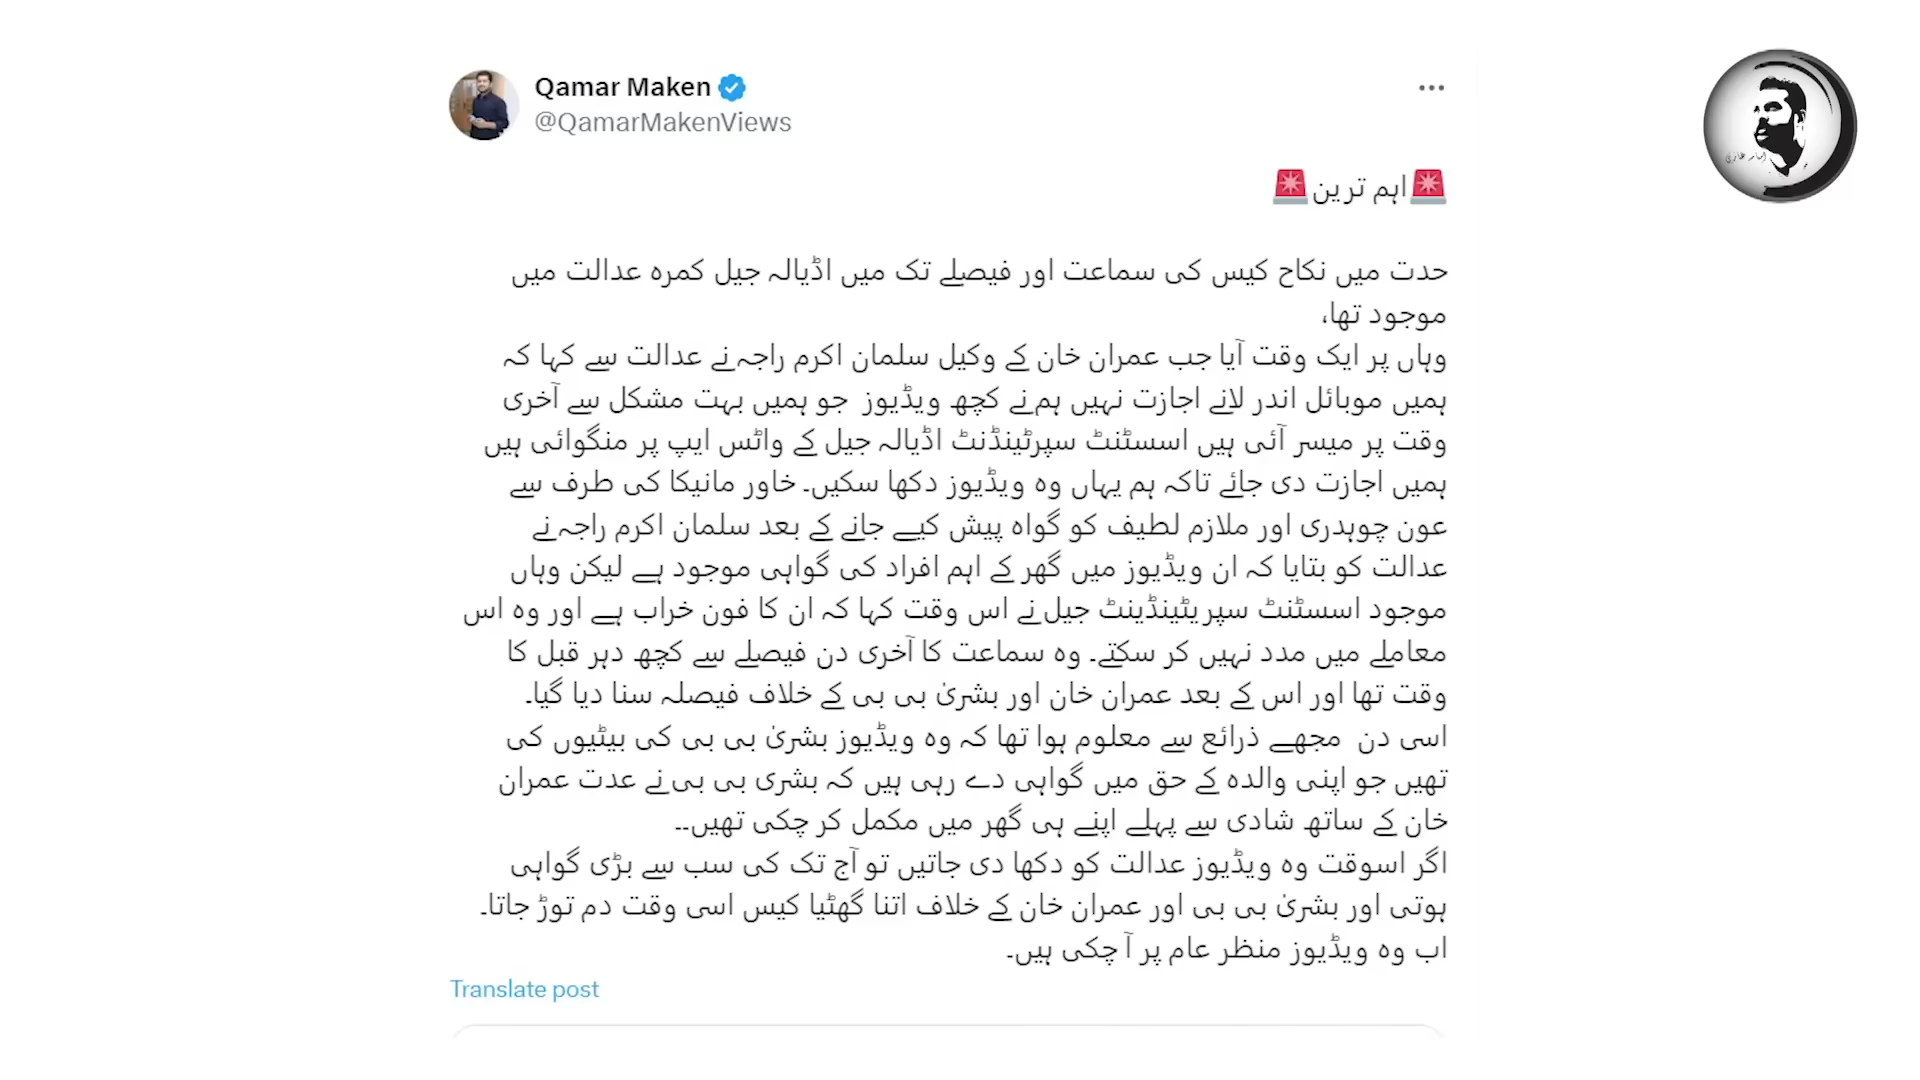 Qamar Maken
@QamarMakenViews
🚨اہم ترین🚨
حدت میں نکاح کیس کی سماعت اور فیصلے تک میں اڈیالہ جیل کمرہ عدالت میں
موجود تھا،
وہاں پر ایک وقت آیا جب عمران خان کے وکیل سلمان اکرم راجہ نے عدالت سے کہا کہ
ہمیں موبائل اندر لانے اجازت نہیں ہم نے کچھ ویڈیوز جو ہمیں بہت مشکل سے آخری
وقت پر میسر آئی ہیں اسسٹنٹ سپرٹینڈنٹ اڈیالہ جیل کے واٹس ایپ پر منگوائی ہیں
ہمیں اجازت دی جائے تاکہ ہم یہاں وہ ویڈیوز دکھا سکیں۔ خاور مانیکا کی طرف سے
عون چوہدری اور ملازم لطیف کو گواہ پیش کیے جانے کے بعد سلمان اکرم راجہ نے
عدالت کو بتایا کہ ان ویڈیوز میں گھر کے اہم افراد کی گواہی موجود ہے لیکن وہاں
موجود اسسٹنٹ سپریٹینڈینٹ جیل نے اس وقت کہا کہ ان کا فون خراب ہے اور وہ اس
معاملے میں مدد نہیں کر سکتے۔ وہ سماعت کا آخری دن فیصلے سے کچھ دہر قبل کا
وقت تھا اور اس کے بعد عمران خان اور بشریٰ بی بی کے خلاف فیصلہ سنا دیا گیا۔
اسی دن مجھے ذرائع سے معلوم ہوا تھا کہ وہ ویڈیوز بشریٰ بی بی کی بیٹیوں کی
تھیں جو اپنی والدہ کے حق میں گواہی دے رہی ہیں کہ بشری بی بی نے عدت عمران
خان کے ساتھ شادی سے پہلے اپنے ہی گھر میں مکمل کر چکی تھیں۔۔
اگر اسوقت وہ ویڈیوز عدالت کو دکھا دی جاتیں تو آج تک کی سب سے بڑی گواہی
ہوتی اور بشریٰ بی بی اور عمران خان کے خلاف اتنا گھٹیا کیس اسی وقت دم توڑ جاتا۔
اب وہ ویڈیوز منظر عام پر آ چکی ہیں۔
Translate post